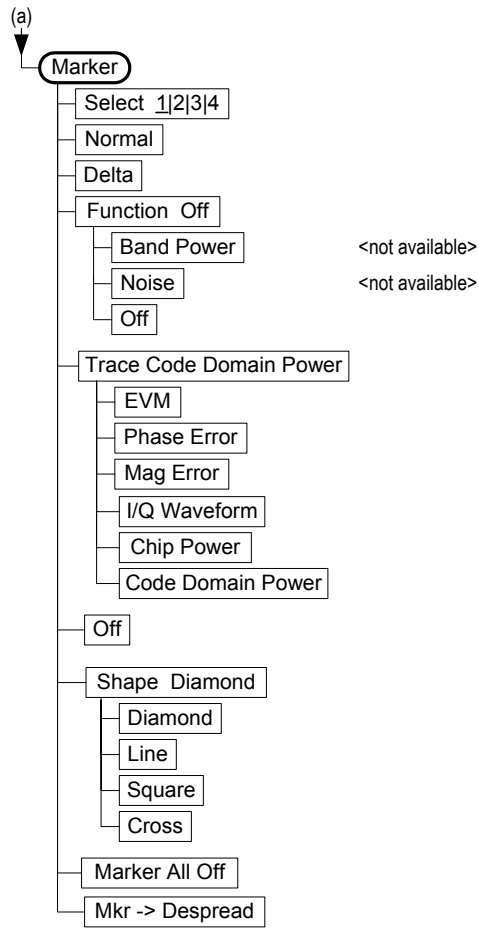 (a)
Marker
Select 1|2|3|4
Normal
Delta
Function Off
Band Power <not available>
Noise <not available>
Off
Trace Code Domain Power
EVM
Phase Error
Mag Error
I/Q Waveform
Chip Power
Code Domain Power
Off
Shape Diamond
Diamond
Line
Square
Cross
Marker All Off
Mkr -> Despread